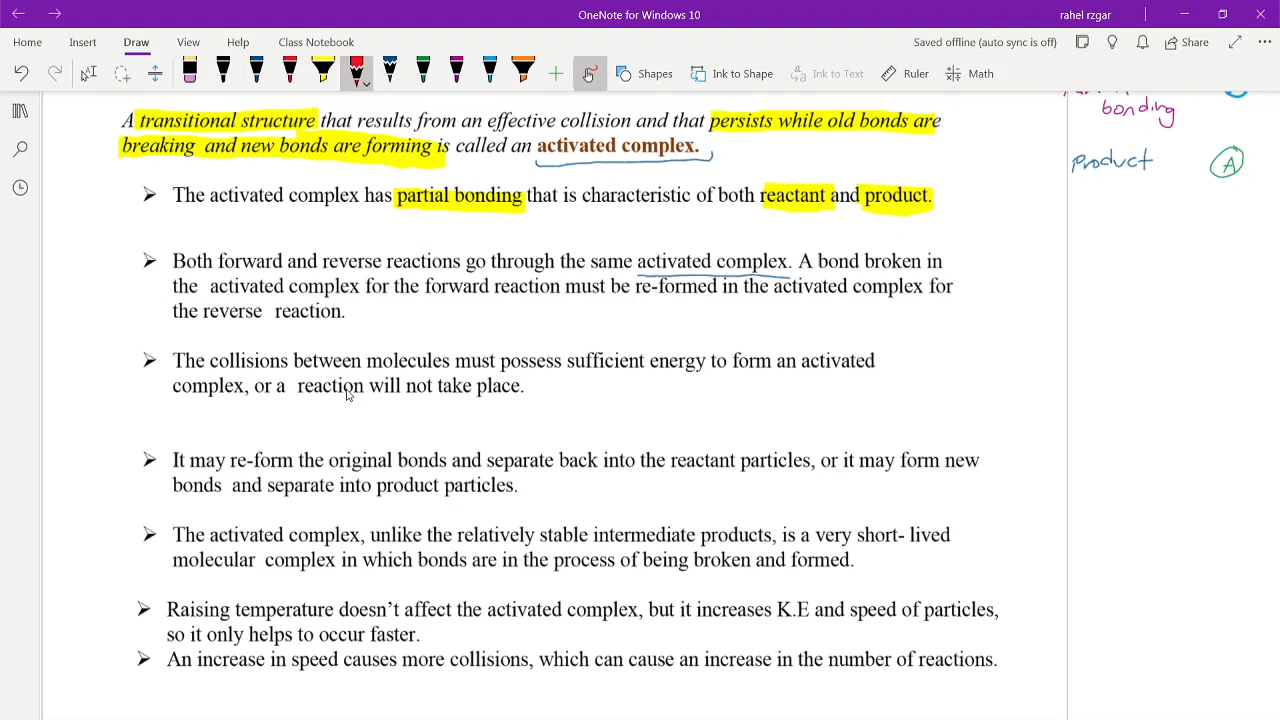 OneNote for Windows 10
rahel rzgar
Home Insert Draw View Help Class Notebook
Saved offline (auto sync is off) Share
Shapes Ink to Shape Ink to Text Ruler Math
bonding
product A
A transitional structure that results from an effective collision and that persists while old bonds are
breaking and new bonds are forming is called an activated complex.
The activated complex has partial bonding that is characteristic of both reactant and product.
Both forward and reverse reactions go through the same activated complex. A bond broken in
the activated complex for the forward reaction must be re-formed in the activated complex for
the reverse reaction.
The collisions between molecules must possess sufficient energy to form an activated
complex, or a reaction will not take place.
It may re-form the original bonds and separate back into the reactant particles, or it may form new
bonds and separate into product particles.
The activated complex, unlike the relatively stable intermediate products, is a very short- lived
molecular complex in which bonds are in the process of being broken and formed.
Raising temperature doesn't affect the activated complex, but it increases K.E and speed of particles,
so it only helps to occur faster.
An increase in speed causes more collisions, which can cause an increase in the number of reactions.